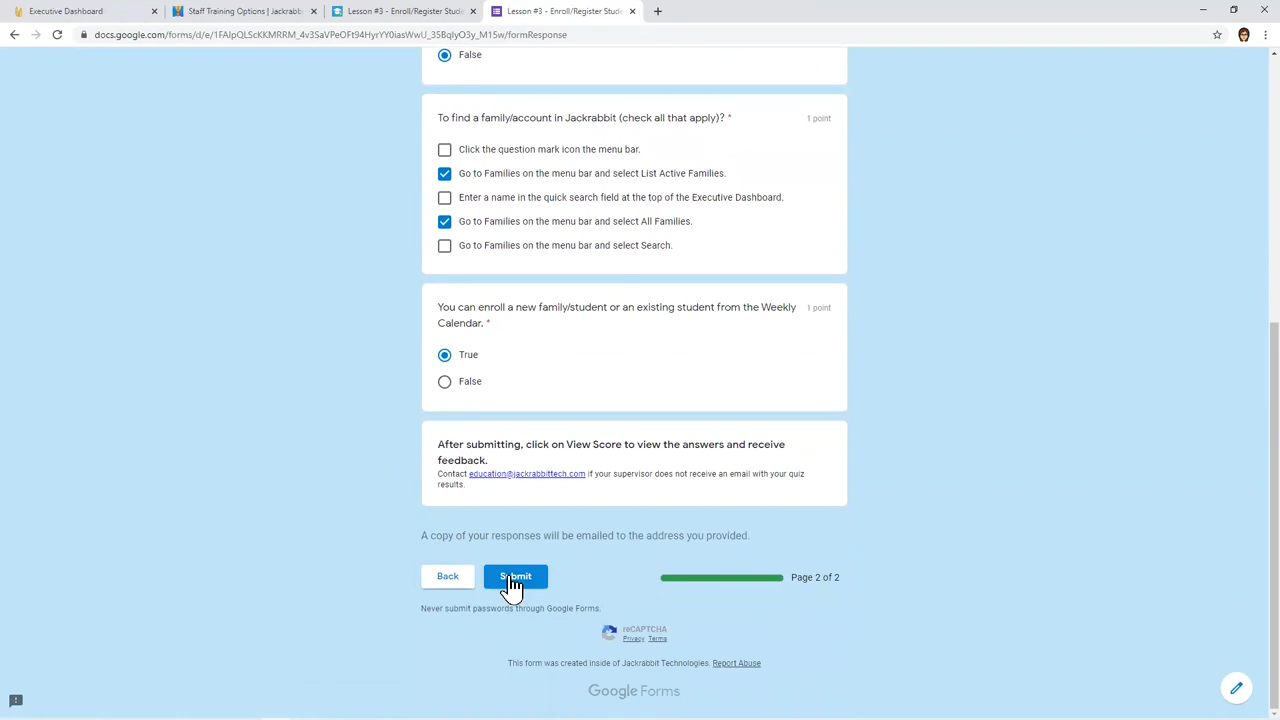 Executive Dashboard
Staff Training Options | Jackrabb
Lesson #3 - Enroll/Register Stude
Lesson #3 - Enroll/Register Stude
False
To find a family/account in Jackrabbit (check all that apply)? *
1 point
Click the question mark icon the menu bar.
Go to Families on the menu bar and select List Active Families.
Enter a name in the quick search field at the top of the Executive Dashboard.
Go to Families on the menu bar and select All Families.
Go to Families on the menu bar and select Search.
You can enroll a new family/student or an existing student from the Weekly
Calendar. *
1 point
True
False
After submitting, click on View Score to view the answers and receive
feedback.
Contact education@jackrabbittech.com if your supervisor does not receive an email with your quiz
results.
A copy of your responses will be emailed to the address you provided.
Back
Submit
Page 2 of 2
Never submit passwords through Google Forms.
reCAPTCHA
Privacy Terms
This form was created inside of Jackrabbit Technologies. Report Abuse
Google Forms